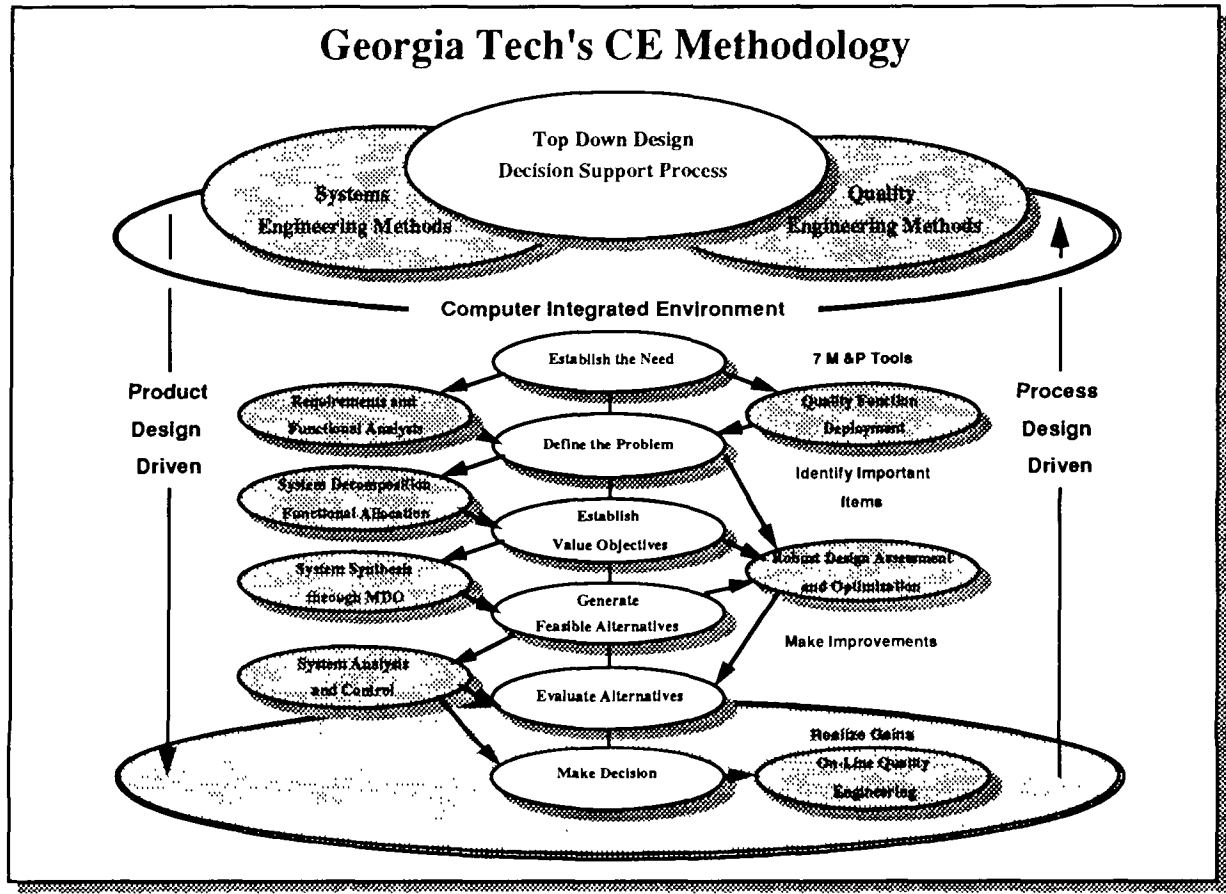 Georgia Tech's CE Methodology
Top Down Design
Decision Support Process
Systems
Engineering Methods
Quality
Engineering Methods
Computer Integrated Environment
Product
Design
Driven
Process
Design
Driven
Establish the Need
7 M &P Tools
Requirements and
Functional Analysis
Quality Function
Deployment
Define the Problem
Identify Important
Items
System Decomposition
Functional Allocation
Establish
Value Objectives
Robust Design Assessment
and Optimization
System Synthesis
through MDO
Generate
Feasible Alternatives
Make Improvements
System Analysis
and Control
Evaluate Alternatives
Realize Gains
On-Line Quality
Engineering
Make Decision